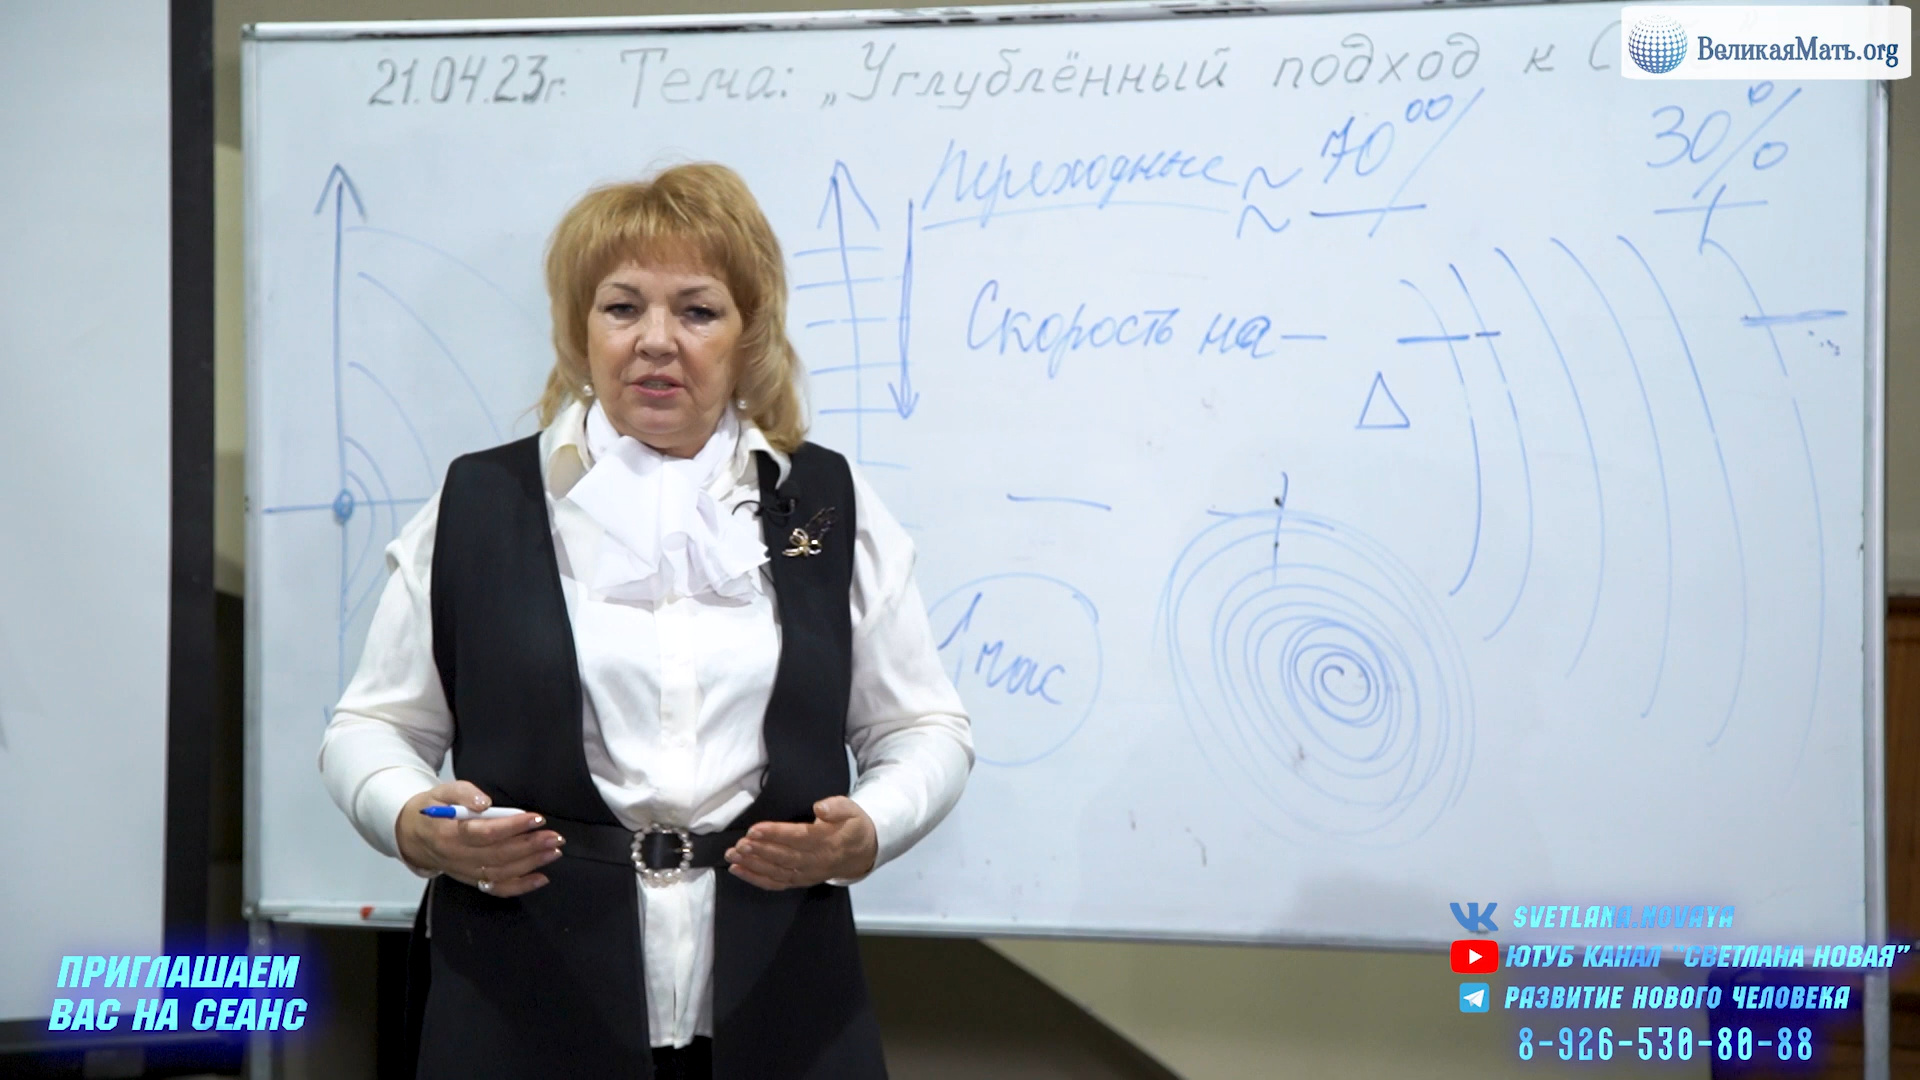 ВеликаяМать.org
21.04.23г. Тема: „Углублённый подход к С
Переходные ~ 70 % 30%
Скорость на —
Δ
1 час
ПРИГЛАШАЕМ
ВАС НА СЕАНС
SVETLANA.NOVAYA
ЮТУБ КАНАЛ "СВЕТЛАНА НОВАЯ"
РАЗВИТИЕ НОВОГО ЧЕЛОВЕКА
8-926-530-80-88